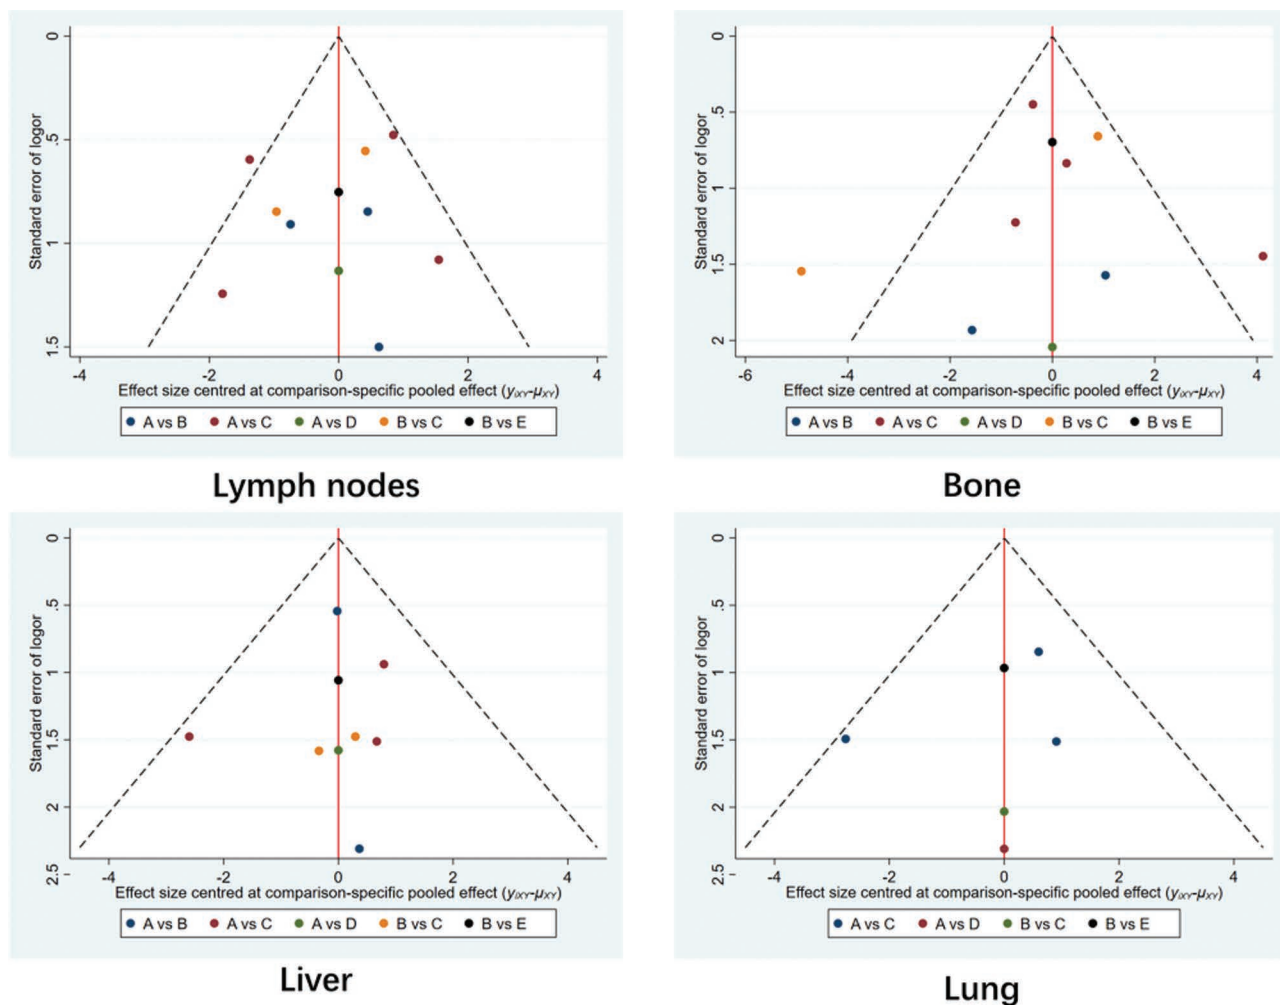 0
.5
1
1.5
Standard error of logor
-4
-2
0
2
4
Effect size centred at comparison-specific pooled effect (yiXY-μXY)
A vs B A vs C A vs D B vs C B vs E
Lymph nodes
0
.5
1
1.5
2
Standard error of logor
-6
-4
-2
0
2
4
Effect size centred at comparison-specific pooled effect (yiXY-μXY)
A vs B A vs C A vs D B vs C B vs E
Bone
0
.5
1
1.5
2
2.5
Standard error of logor
-4
-2
0
2
4
Effect size centred at comparison-specific pooled effect (yiXY-μXY)
A vs B A vs C A vs D B vs C B vs E
Liver
0
.5
1
1.5
2
2.5
Standard error of logor
-4
-2
0
2
4
Effect size centred at comparison-specific pooled effect (yiXY-μXY)
A vs C A vs D B vs C B vs E
Lung